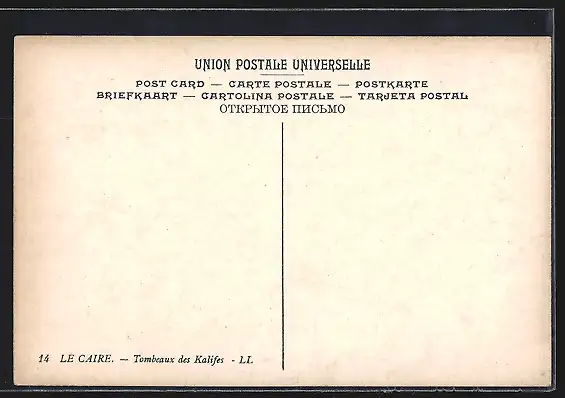 UNION POSTALE UNIVERSELLE
POST CARD — CARTE POSTALE — POSTKARTE
BRIEFKAART — CARTOLINA POSTALE — TARJETA POSTAL
ОТКРЫТОЕ ПИСЬМО
14 LE CAIRE. — Tombeaux des Kalifes - LL